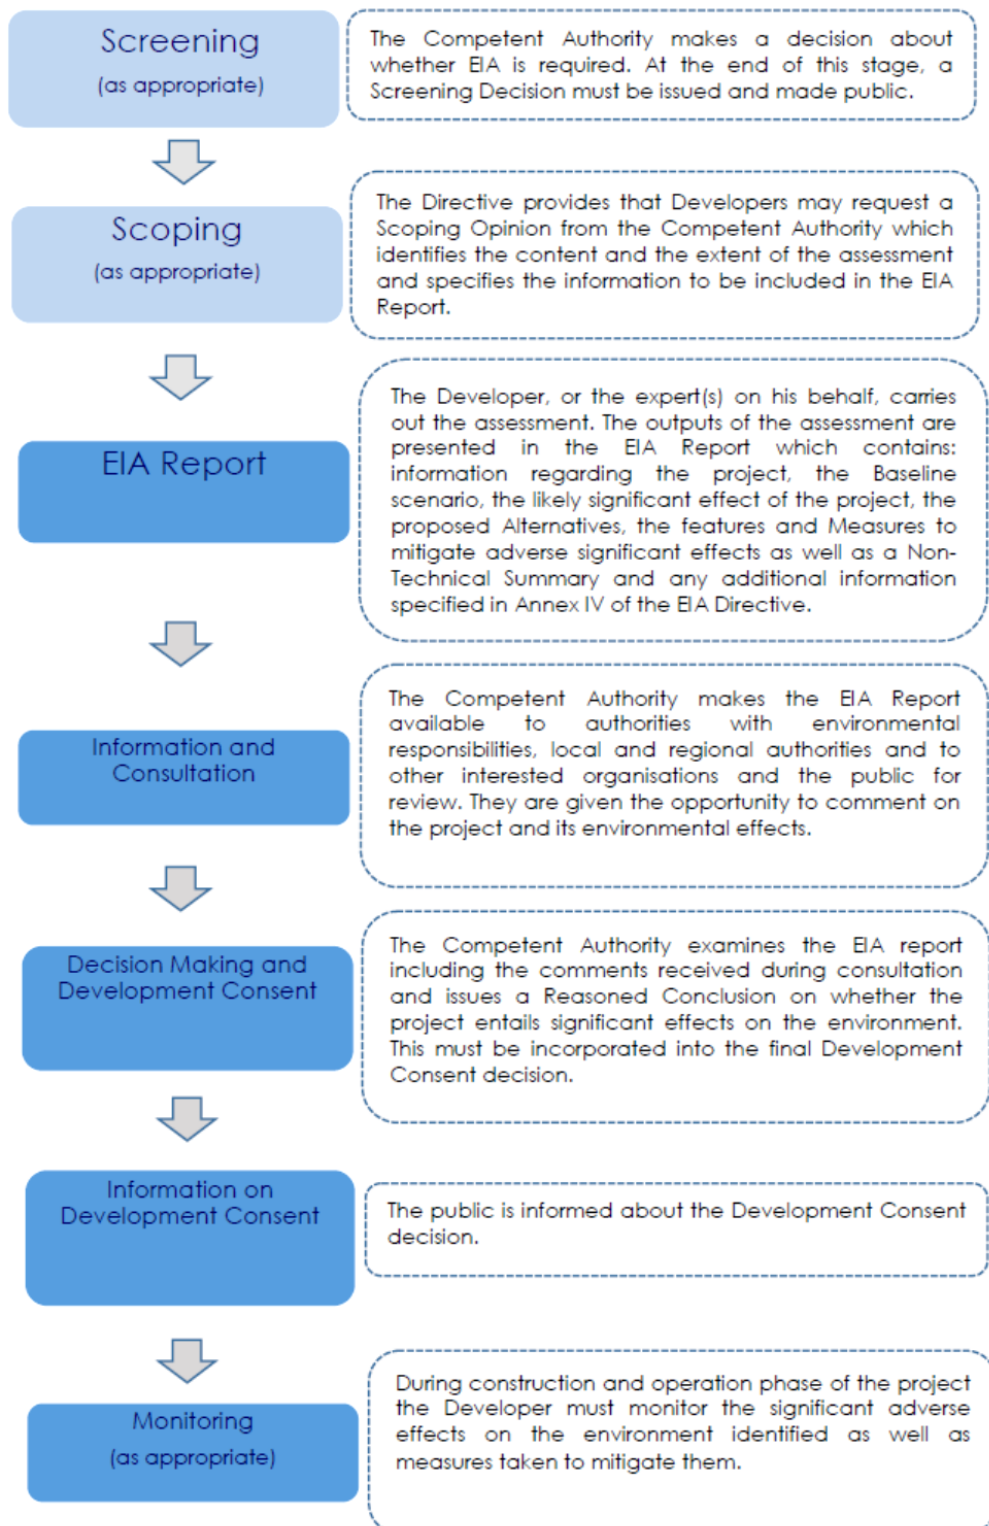 Screening
(as appropriate)
The Competent Authority makes a decision about
whether EIA is required. At the end of this stage, a
Screening Decision must be issued and made public.
Scoping
(as appropriate)
The Directive provides that Developers may request a
Scoping Opinion from the Competent Authority which
identifies the content and the extent of the assessment
and specifies the information to be included in the EIA
Report.
EIA Report
The Developer, or the expert(s) on his behalf, carries
out the assessment. The outputs of the assessment are
presented in the EIA Report which contains:
information regarding the project, the Baseline
scenario, the likely significant effect of the project, the
proposed Alternatives, the features and Measures to
mitigate adverse significant effects as well as a Non-
Technical Summary and any additional information
specified in Annex IV of the EIA Directive.
Information and
Consultation
The Competent Authority makes the EIA Report
available to authorities with environmental
responsibilities, local and regional authorities and to
other interested organisations and the public for
review. They are given the opportunity to comment on
the project and its environmental effects.
Decision Making and
Development Consent
The Competent Authority examines the EIA report
including the comments received during consultation
and issues a Reasoned Conclusion on whether the
project entails significant effects on the environment.
This must be incorporated into the final Development
Consent decision.
Information on
Development Consent
The public is informed about the Development Consent
decision.
Monitoring
(as appropriate)
During construction and operation phase of the project
the Developer must monitor the significant adverse
effects on the environment identified as well as
measures taken to mitigate them.